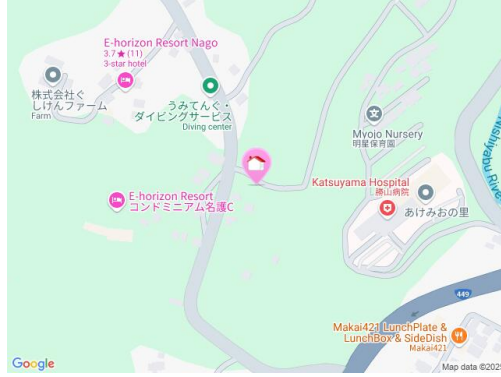 E-horizon Resort Nago
3.7★(11)
3-star hotel
株式会社ぐ
しけんファーム
Farm
うみてんぐ・
ダイビングサービス
Diving center
Myojo Nursery
明星保育園
Nishiyabu River
Katsuyama Hospital
勝山病院
あけみおの里
E-horizon Resort
コンドミニアム名護C
449
Makai421 LunchPlate &
LunchBox & SideDish
Makai421
Google
Map data ©2025